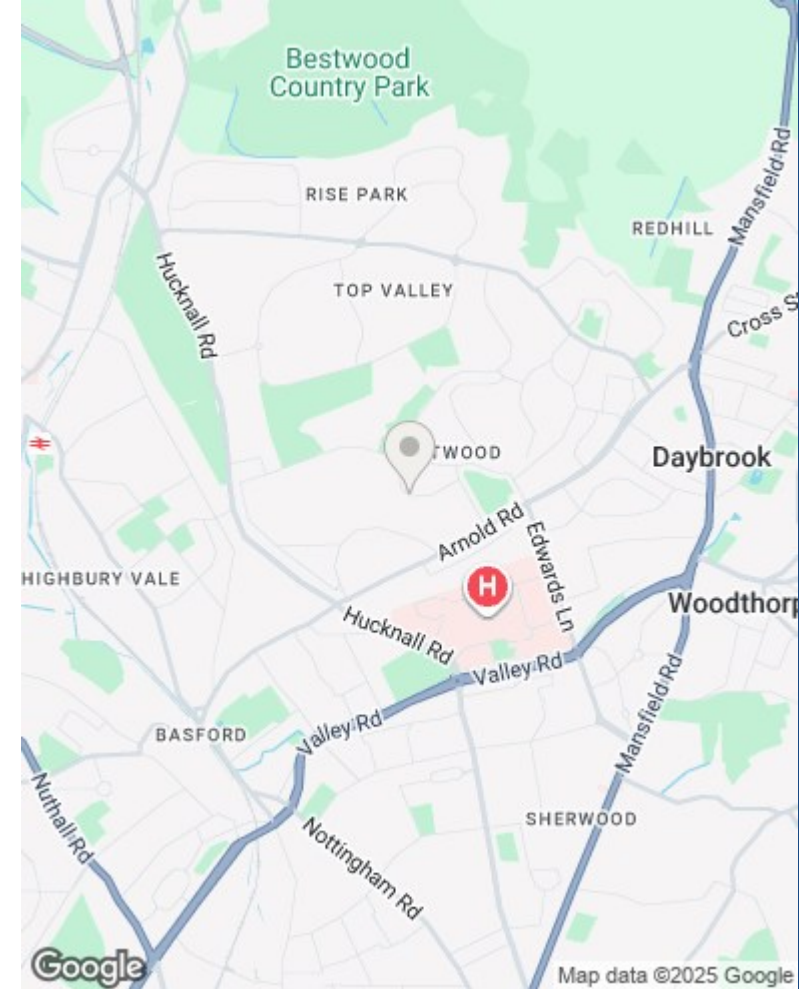 Bestwood
Country Park
RISE PARK
Mansfield Rd
REDHILL
Hucknall Rd
TOP VALLEY
Cross S
TWOOD
Daybrook
Arnold Rd
Edwards Ln
HIGHBURY VALE
H
Woodthorp
Hucknall Rd
Valley Rd
Mansfield Rd
Valley Rd
BASFORD
Nuthall Rd
SHERWOOD
Nottingham Rd
Google
Map data ©2025 Google